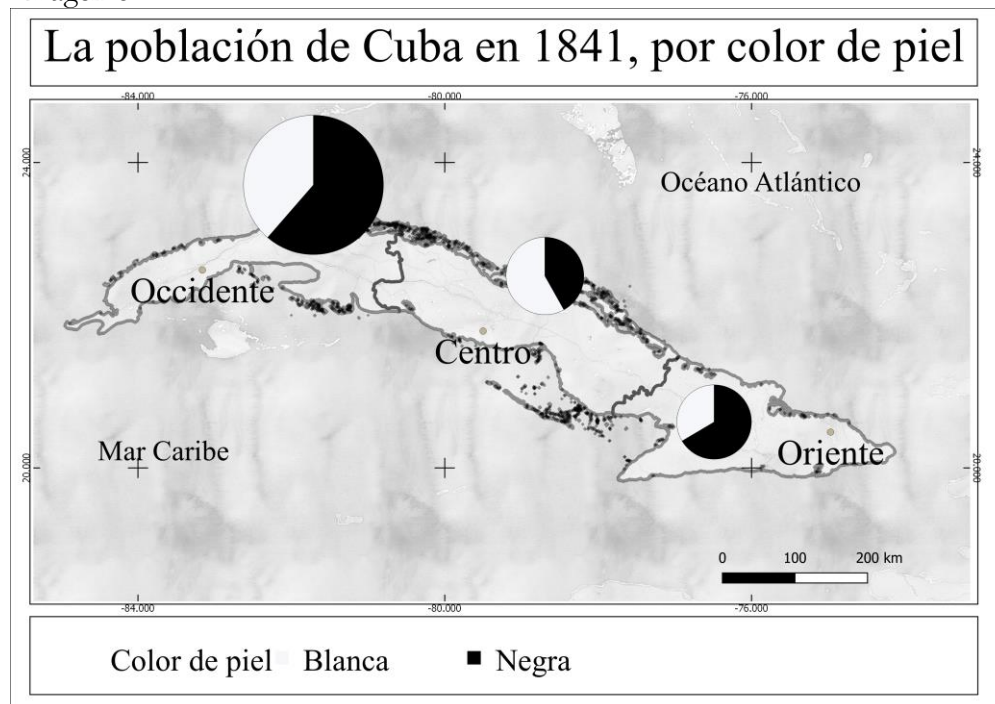 La población de Cuba en 1841, por color de piel
-84.000 -80.000 -76.000
24.000 24.000
Océano Atlántico
Occidente
Centro
Mar Caribe
Oriente
20.000 20.000
0 100 200 km
-84.000 -80.000 -76.000
Color de piel Blanca Negra